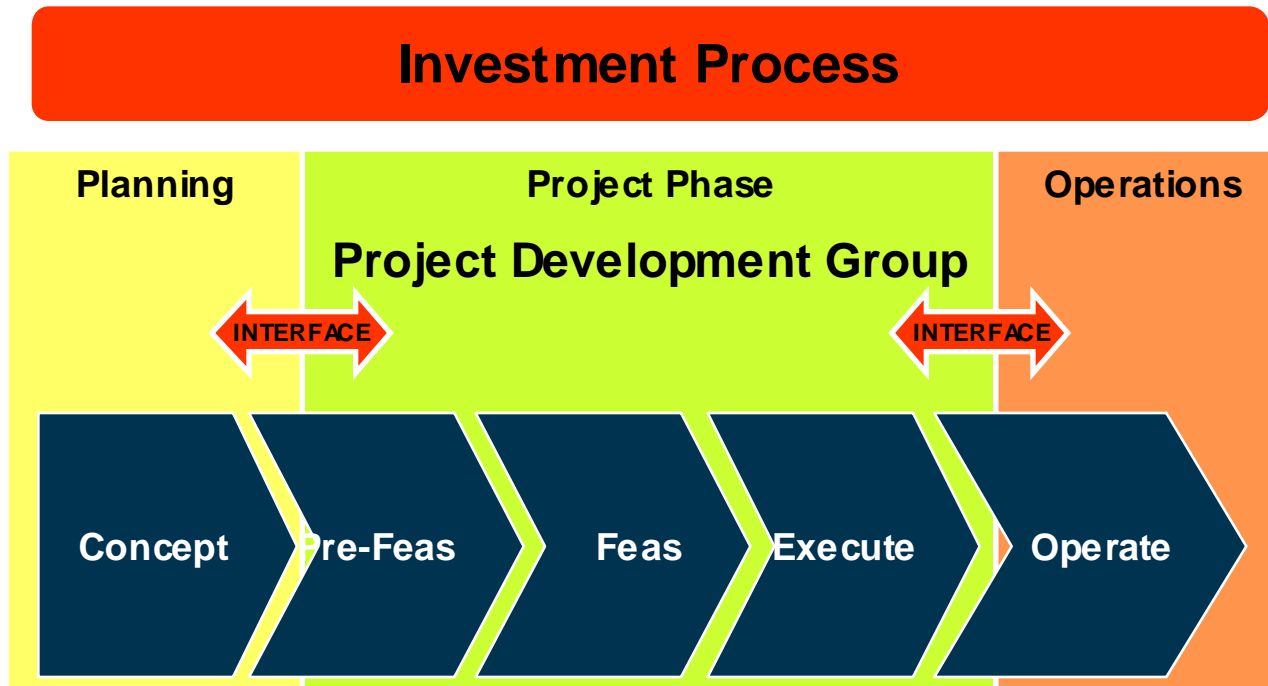 Investment Process
Planning
Project Phase
Operations
Project Development Group
INTERFACE
INTERFACE
Concept
Pre-Feas
Feas
Execute
Operate